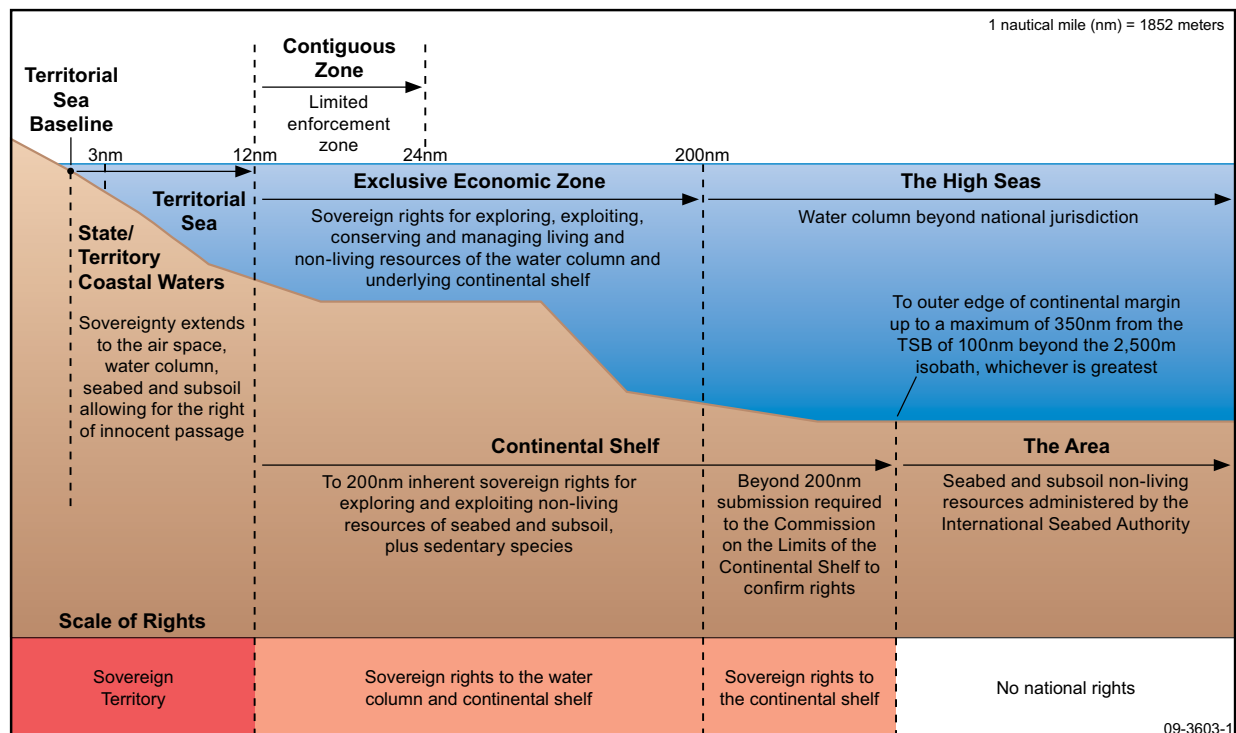 1 nautical mile (nm) = 1852 meters
Contiguous
Zone
Limited
enforcement
zone
Territorial
Sea
Baseline
3nm
12nm
24nm
200nm
Territorial
Sea
State/
Territory
Coastal Waters
Sovereignty extends
to the air space,
water column,
seabed and subsoil
allowing for the right
of innocent passage
Exclusive Economic Zone
Sovereign rights for exploring, exploiting,
conserving and managing living and
non-living resources of the water column and
underlying continental shelf
The High Seas
Water column beyond national jurisdiction
To outer edge of continental margin
up to a maximum of 350nm from the
TSB of 100nm beyond the 2,500m
isobath, whichever is greatest
Continental Shelf
To 200nm inherent sovereign rights for
exploring and exploiting non-living
resources of seabed and subsoil,
plus sedentary species
Beyond 200nm
submission required
to the Commission
on the Limits of the
Continental Shelf to
confirm rights
The Area
Seabed and subsoil non-living
resources administered by the
International Seabed Authority
Scale of Rights
Sovereign
Territory
Sovereign rights to the water
column and continental shelf
Sovereign rights to
the continental shelf
No national rights
09-3603-1